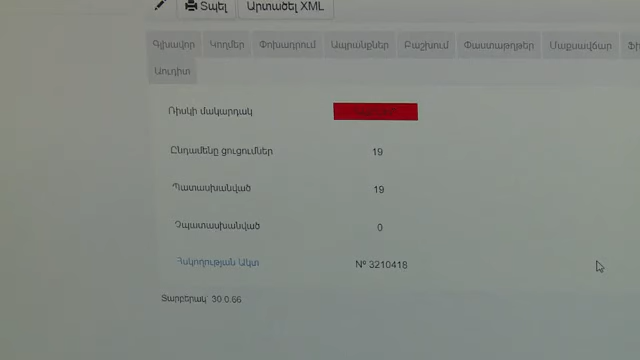 Տպել Արտածել XML
Գլխավոր Կողմեր Փոխադրում Ապրանքներ Բաշխում Փաստաթղթեր Մաքսավճար
Աուդիտ
Ռիսկի մակարդակ
Ընդամենը ցուցումներ 19
Պատասխանված 19
Չպատասխանված 0
Հսկողության Ակտ № 3210418
Տարբերակ՝ 30.0.66